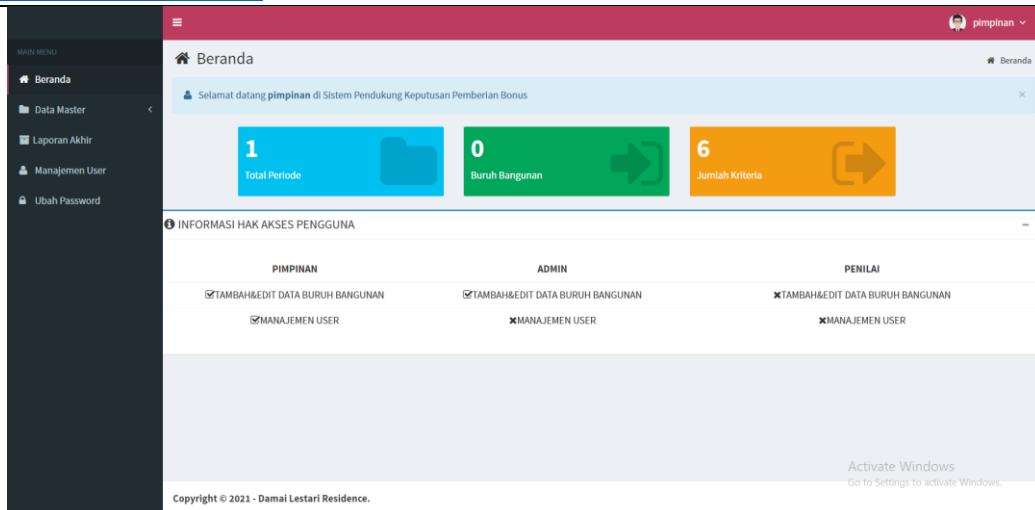 pimpinan
MAIN MENU
Beranda
Data Master
Laporan Akhir
Manajemen User
Ubah Password
Beranda
Beranda
Selamat datang pimpinan di Sistem Pendukung Keputusan Pemberian Bonus
×
1
Total Periode
0
Buruh Bangunan
6
Jumlah Kriteria
INFORMASI HAK AKSES PENGGUNA
PIMPINAN ADMIN PENILAI
TAMBAH&EDIT DATA BURUH BANGUNAN TAMBAH&EDIT DATA BURUH BANGUNAN TAMBAH&EDIT DATA BURUH BANGUNAN
MANAJEMEN USER MANAJEMEN USER MANAJEMEN USER
Activate Windows
Go to Settings to activate Windows.
Copyright © 2021 - Damai Lestari Residence.